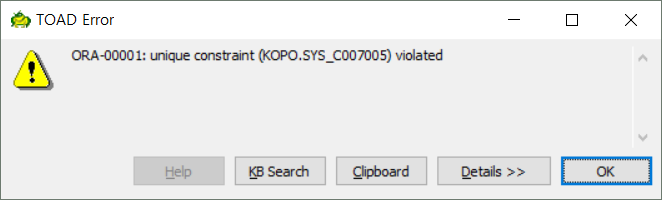 TOAD Error
ORA-00001: unique constraint (KOPO.SYS_C007005) violated
Help KB Search Clipboard Details >> OK